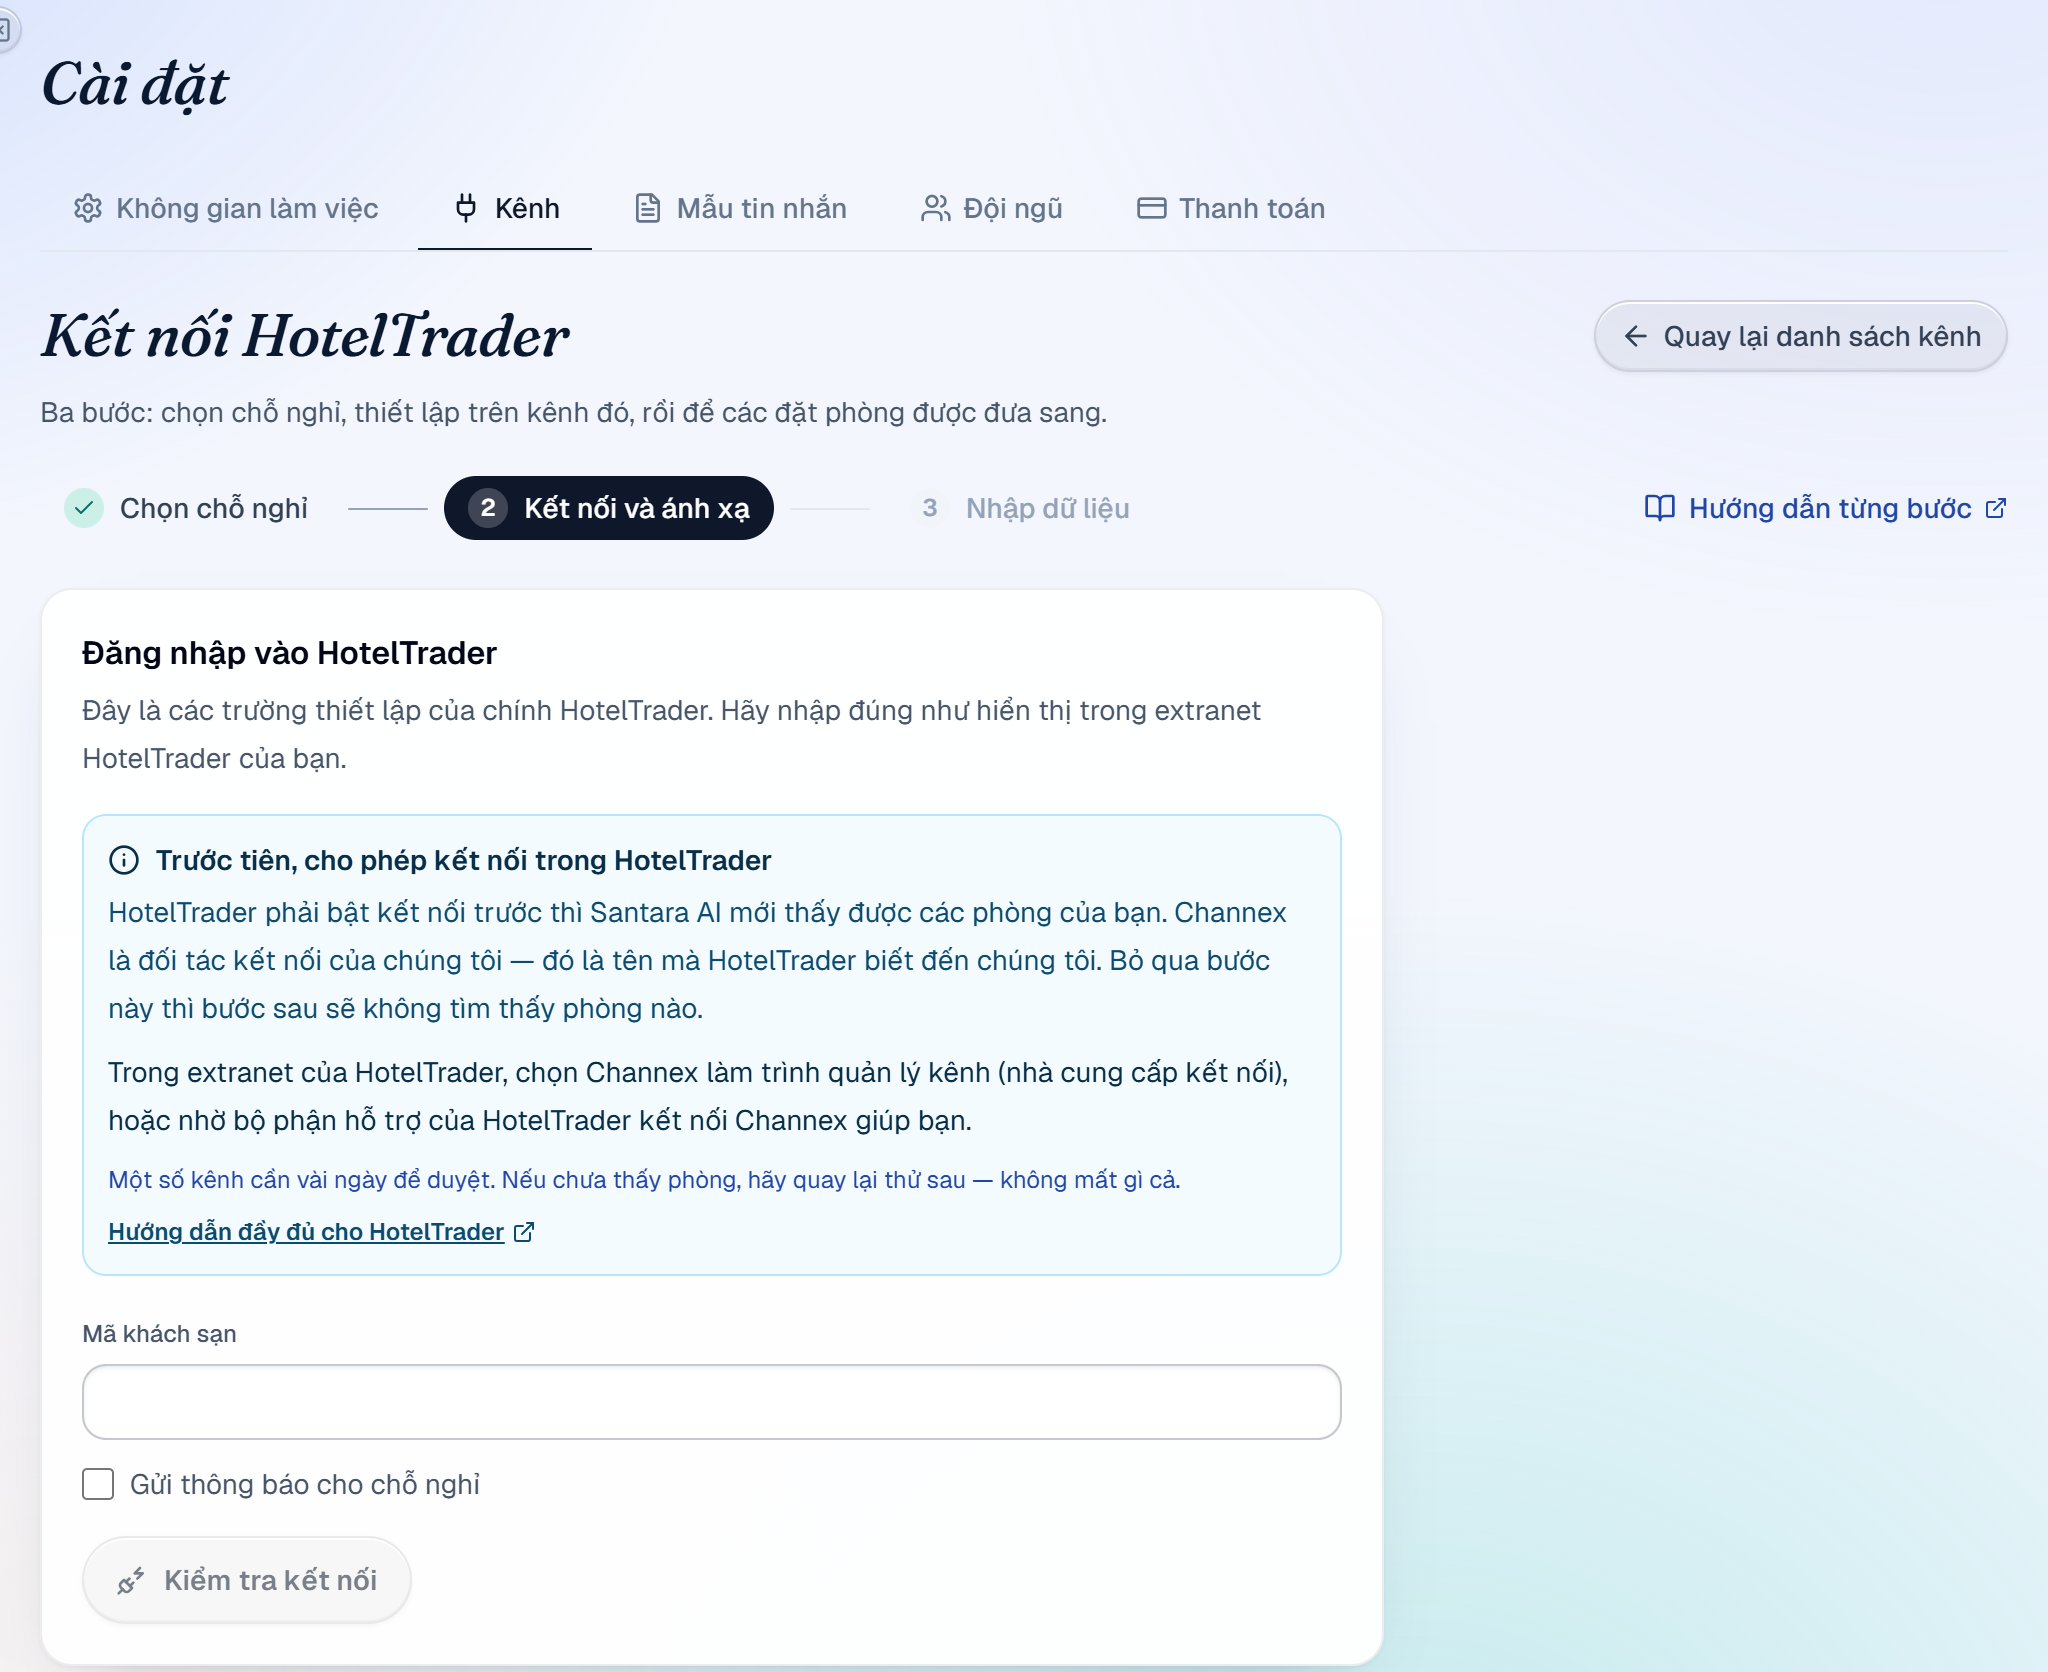 Cài đặt
Không gian làm việc
Kênh
Mẫu tin nhắn
Đội ngũ
Thanh toán
Kết nối HotelTrader
Quay lại danh sách kênh
Ba bước: chọn chỗ nghỉ, thiết lập trên kênh đó, rồi để các đặt phòng được đưa sang.
Chọn chỗ nghỉ
2 Kết nối và ánh xạ
3 Nhập dữ liệu
Hướng dẫn từng bước
Đăng nhập vào HotelTrader
Đây là các trường thiết lập của chính HotelTrader. Hãy nhập đúng như hiển thị trong extranet
HotelTrader của bạn.
Trước tiên, cho phép kết nối trong HotelTrader
HotelTrader phải bật kết nối trước thì Santara AI mới thấy được các phòng của bạn. Channex
là đối tác kết nối của chúng tôi — đó là tên mà HotelTrader biết đến chúng tôi. Bỏ qua bước
này thì bước sau sẽ không tìm thấy phòng nào.
Trong extranet của HotelTrader, chọn Channex làm trình quản lý kênh (nhà cung cấp kết nối),
hoặc nhờ bộ phận hỗ trợ của HotelTrader kết nối Channex giúp bạn.
Một số kênh cần vài ngày để duyệt. Nếu chưa thấy phòng, hãy quay lại thử sau — không mất gì cả.
Hướng dẫn đầy đủ cho HotelTrader
Mã khách sạn
Gửi thông báo cho chỗ nghỉ
Kiểm tra kết nối